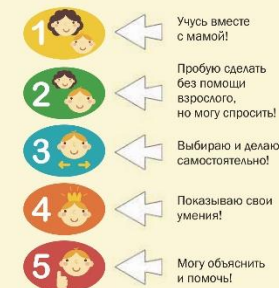 1
Учусь вместе
с мамой!
2
Пробую сделать
без помощи
взрослого,
но могу спросить!
3
Выбираю и делаю
самостоятельно!
4
Показываю свои
умения!
5
Могу объяснить
и помочь!